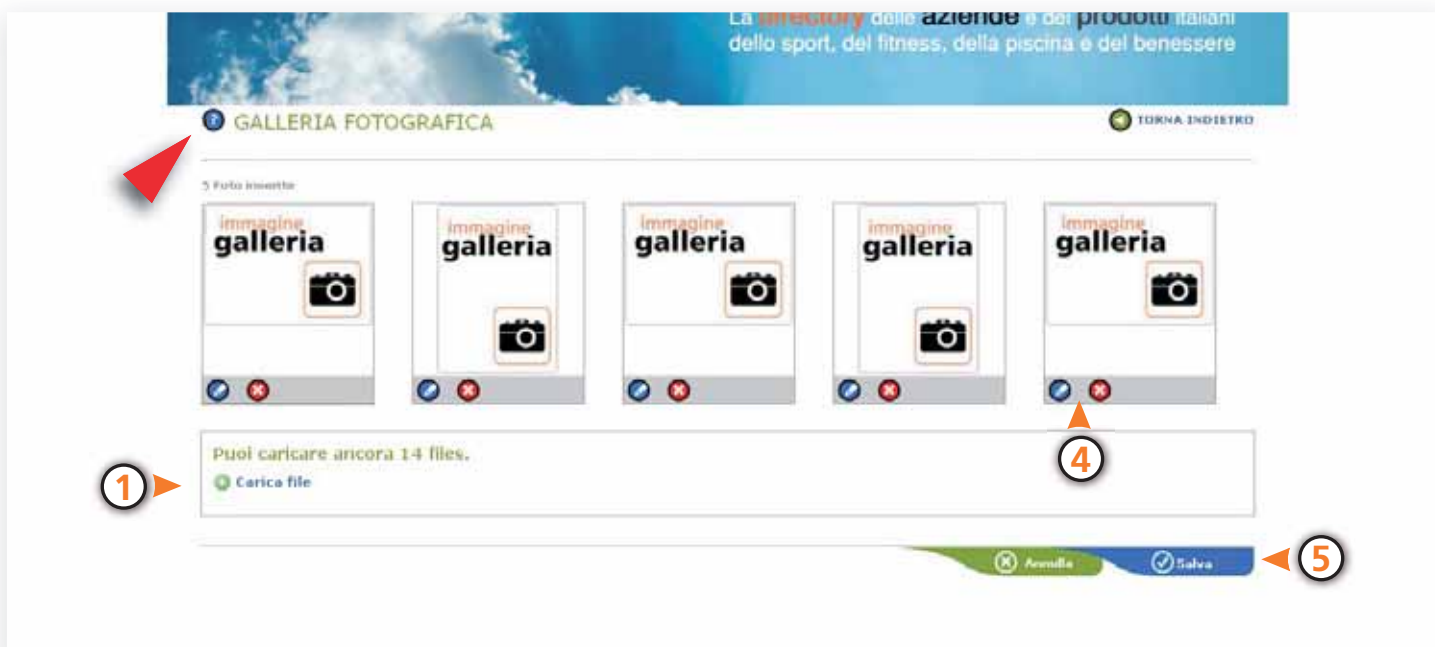 La directory delle aziende e dei prodotti italiani
dello sport, del fitness, della piscina e del benessere
GALLERIA FOTOGRAFICA
TORNA INDIETRO
5 Foto inserite
immagine
galleria
immagine
galleria
immagine
galleria
immagine
galleria
immagine
galleria
4
Puoi caricare ancora 14 files.
1
Carica file
Annulla
Salva
5